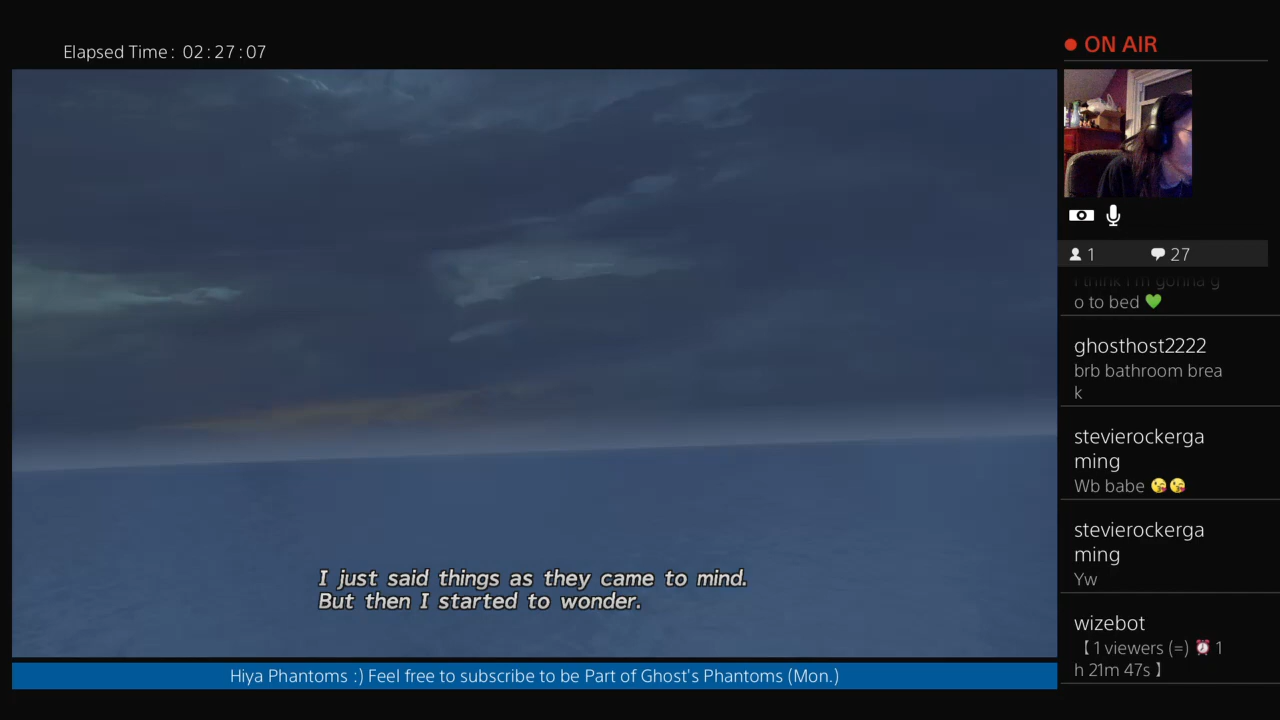 Elapsed Time: 02:27:07
ON AIR
1 27
i think i'm gonna g
o to bed 💚
ghosthost2222
brb bathroom brea
k
stevierockerga
ming
Wb babe 😘😘
stevierockerga
ming
Yw
wizebot
【1 viewers (=) ⏰ 1
h 21m 47s 】
I just said things as they came to mind.
But then I started to wonder.
Hiya Phantoms :) Feel free to subscribe to be Part of Ghost's Phantoms (Mon.)